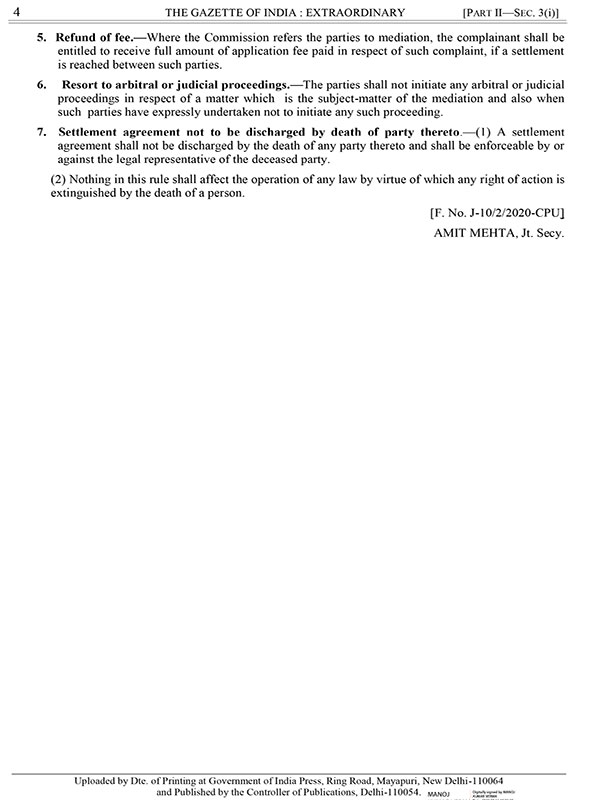 4 THE GAZETTE OF INDIA : EXTRAORDINARY [PART II—SEC. 3(i)]
5. Refund of fee.—Where the Commission refers the parties to mediation, the complainant shall be
entitled to receive full amount of application fee paid in respect of such complaint, if a settlement
is reached between such parties.
6. Resort to arbitral or judicial proceedings.—The parties shall not initiate any arbitral or judicial
proceedings in respect of a matter which is the subject-matter of the mediation and also when
such parties have expressly undertaken not to initiate any such proceeding.
7. Settlement agreement not to be discharged by death of party thereto.—(1) A settlement
agreement shall not be discharged by the death of any party thereto and shall be enforceable by or
against the legal representative of the deceased party.
(2) Nothing in this rule shall affect the operation of any law by virtue of which any right of action is
extinguished by the death of a person.
[F. No. J-10/2/2020-CPU]
AMIT MEHTA, Jt. Secy.
Uploaded by Dte. of Printing at Government of India Press, Ring Road, Mayapuri, New Delhi-110064
and Published by the Controller of Publications, Delhi-110054. MANOJ Digitally signed by MANOJ